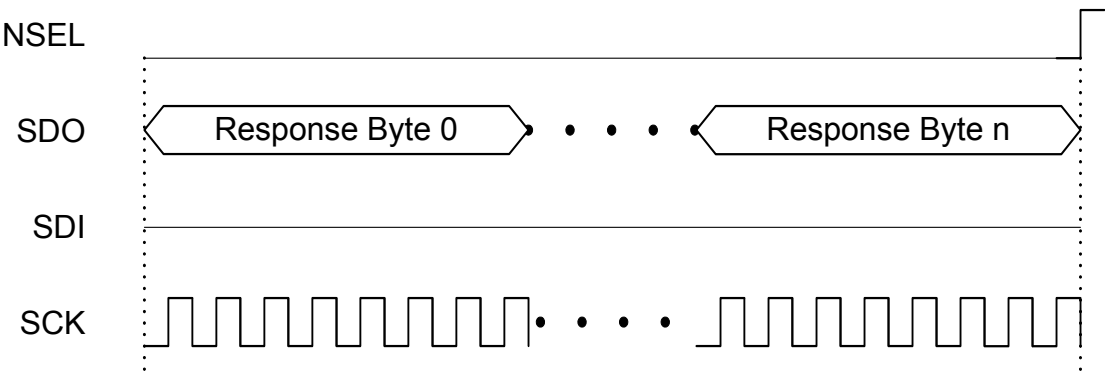 NSEL
SDO Response Byte 0 Response Byte n
SDI
SCK